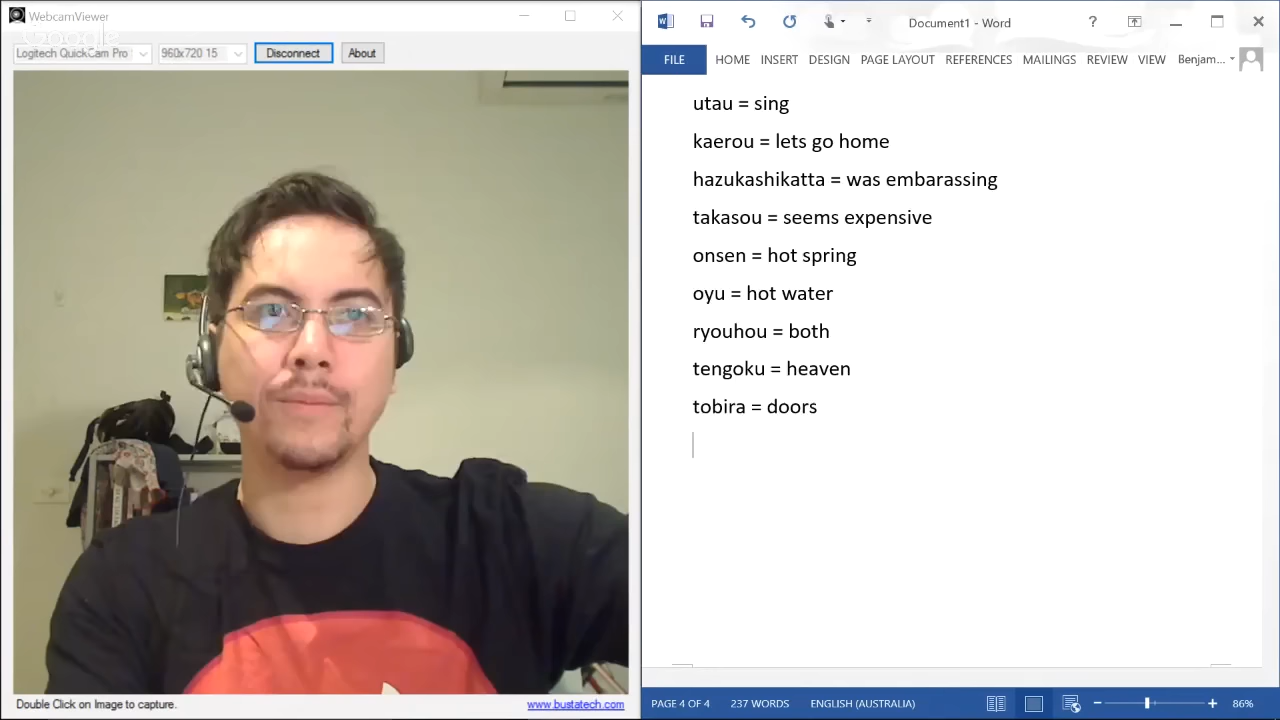 WebcamViewer
Google
Logitech QuickCam Pro
960x720 15
Disconnect
About
Double Click on Image to capture.
www.bustatech.com
Document1 - Word
?
FILE
HOME
INSERT
DESIGN
PAGE LAYOUT
REFERENCES
MAILINGS
REVIEW
VIEW
Benjam...
utau = sing
kaerou = lets go home
hazukashikatta = was embarassing
takasou = seems expensive
onsen = hot spring
oyu = hot water
ryouhou = both
tengoku = heaven
tobira = doors
PAGE 4 OF 4
237 WORDS
ENGLISH (AUSTRALIA)
86%